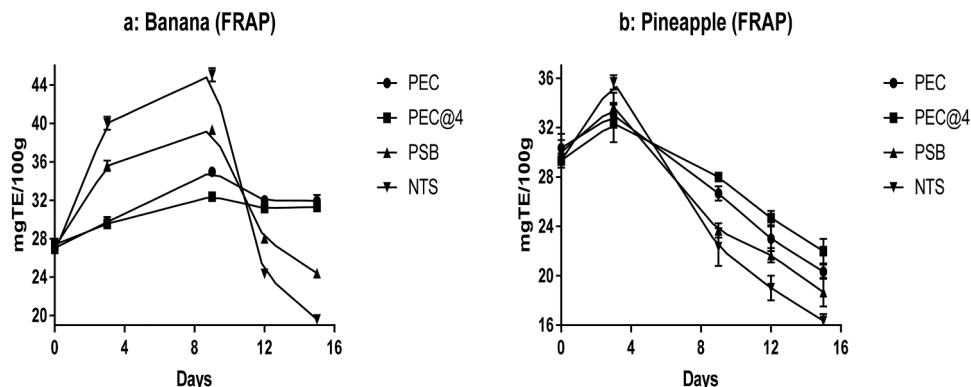 a: Banana (FRAP)
mgTE/100g
44
40
36
32
28
24
20
0 4 8 12 16
Days
PEC
PEC@4
PSB
NTS
b: Pineapple (FRAP)
mgTE/100g
36
32
28
24
20
16
0 4 8 12 16
Days
PEC
PEC@4
PSB
NTS